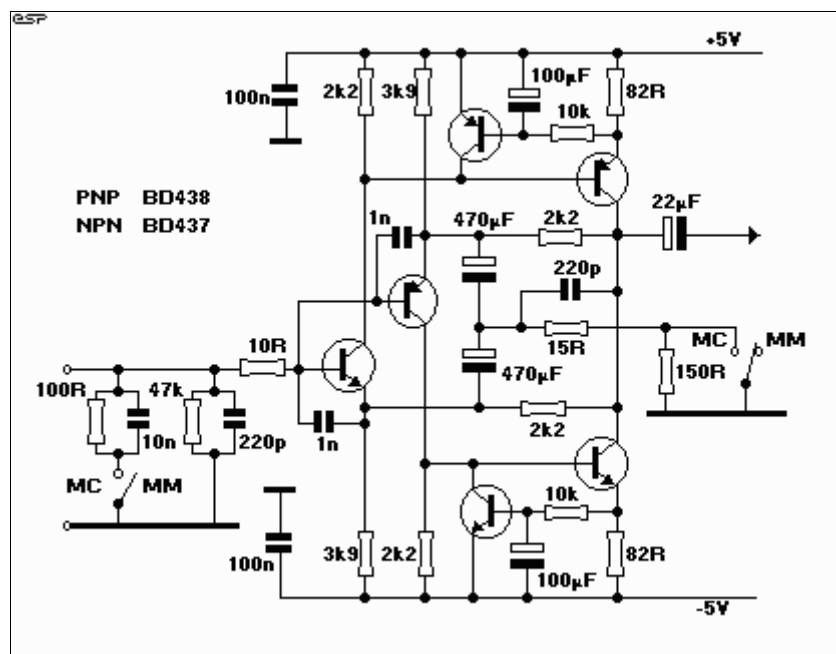 esp
+5V
100µF
100n
2k2
3k9
82R
10k
PNP BD438
NPN BD437
1n
470µF
2k2
22µF
220p
10R
15R
MC
MM
150R
100R
47k
470µF
10n
220p
1n
2k2
MC
MM
10k
100n
3k9
2k2
100µF
82R
-5V